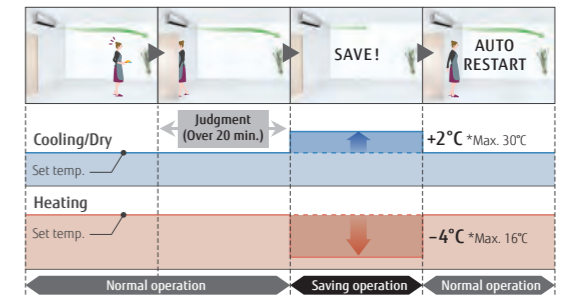 SAVE!
AUTO
RESTART
Judgment
(Over 20 min.)
Cooling/Dry
+2°C *Max. 30°C
Set temp.
Heating
Set temp.
−4°C *Max. 16°C
Normal operation
Saving operation
Normal operation